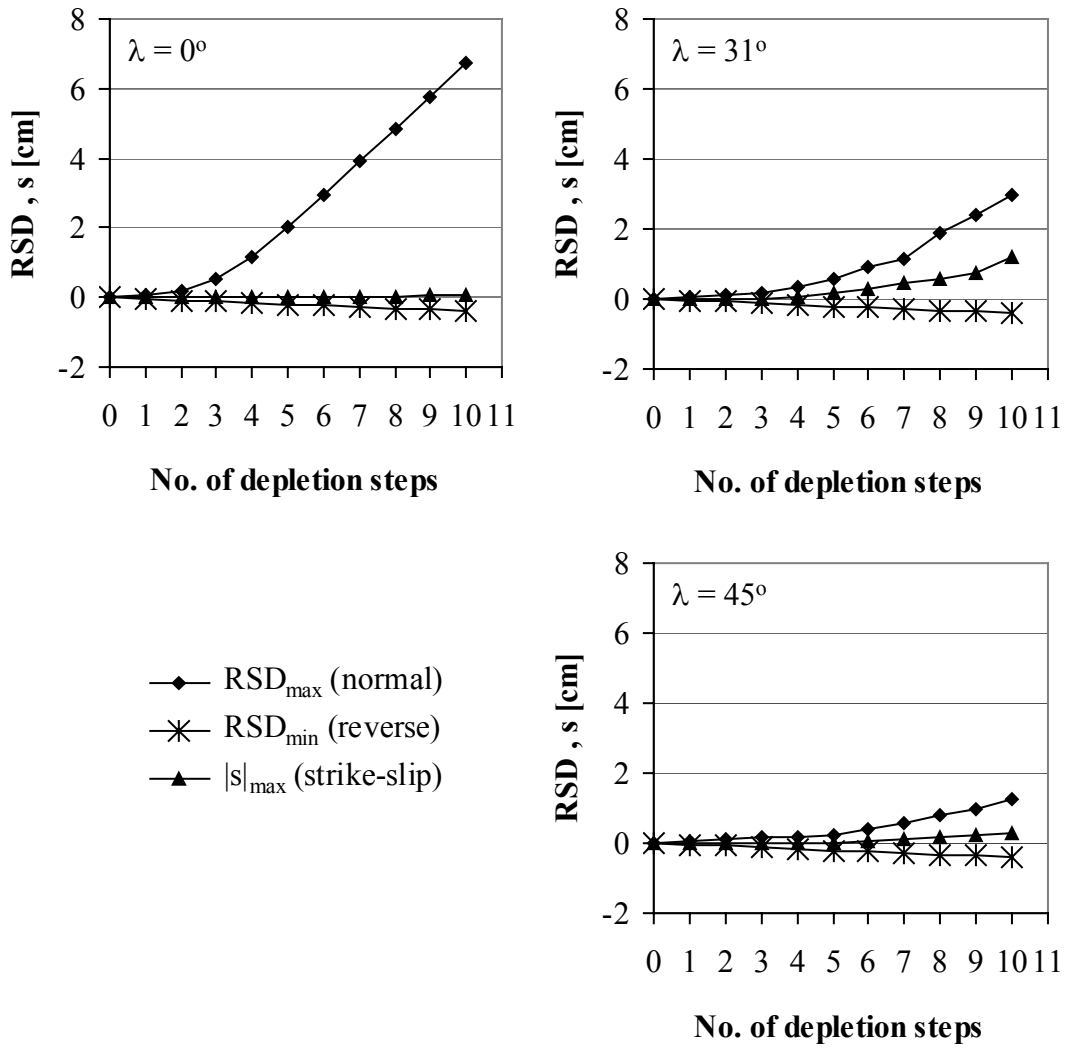 λ = 0º
RSD , s [cm]
8
6
4
2
0
-2
0 1 2 3 4 5 6 7 8 9 10 11
No. of depletion steps
λ = 31º
RSD , s [cm]
8
6
4
2
0
-2
0 1 2 3 4 5 6 7 8 9 10 11
No. of depletion steps
RSDmax (normal)
RSDmin (reverse)
|s|max (strike-slip)
λ = 45º
RSD , s [cm]
8
6
4
2
0
-2
0 1 2 3 4 5 6 7 8 9 10 11
No. of depletion steps